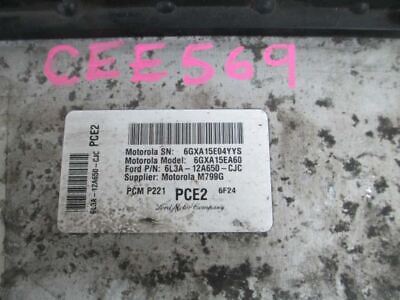 CEE569
PCE2
6L3A-12A650-CJC
Motorola SN: 6GXA15E04YYS
Motorola Model: 6GXA15EA60
Ford P/N: 6L3A-12A650-CJC
Supplier: Motorola M799G
PCM P221 PCE2 6F24
Ford Motor Company